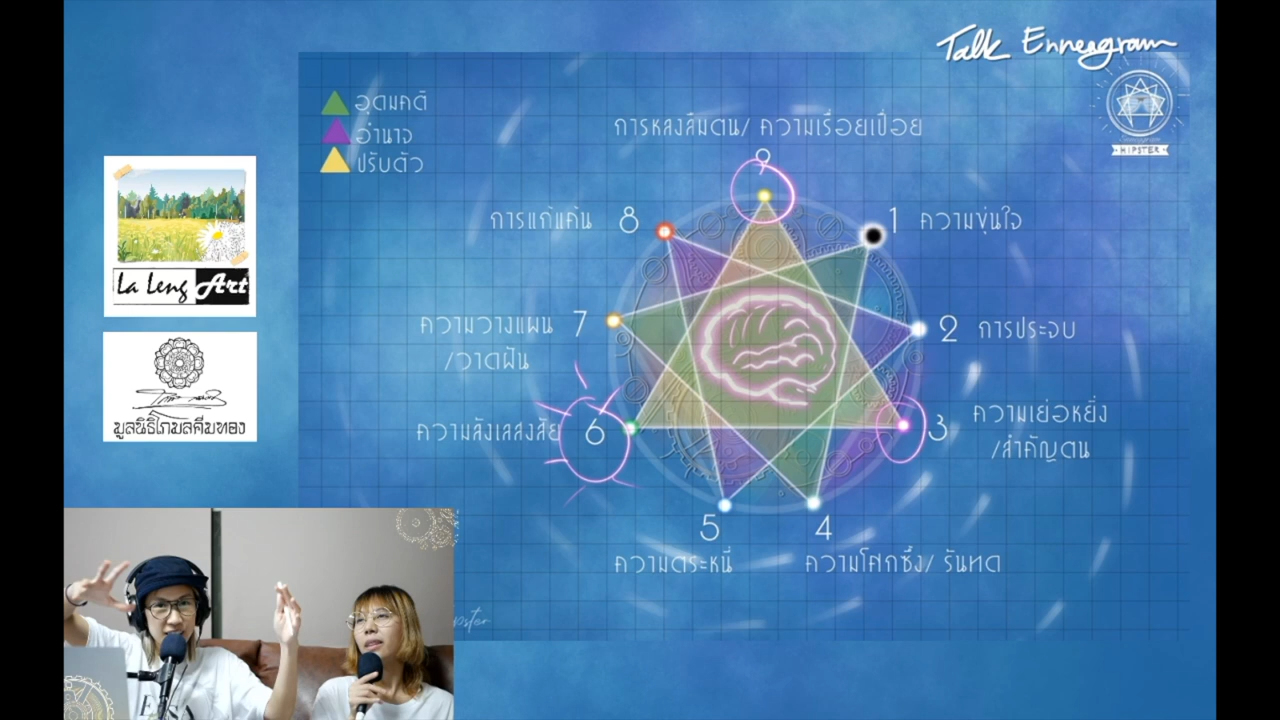 Talk Enneagram
HIPSTER
อุดมคติ
อำนาจ
ปรับตัว
การหลงลืมตน/ ความเรื่อยเปื่อย
9
การแก้แค้น 8
1 ความขุ่นใจ
ความวางแผน 7
/วาดฝัน
2 การประจบ
ความลังเลสงสัย 6
3 ความเย่อหยิ่ง
/สำคัญตน
5
ความตระหนี่
4
ความโศกซึ้ง/ รันทด
La Leng Art
มูลนิธิโกมลคีมทอง